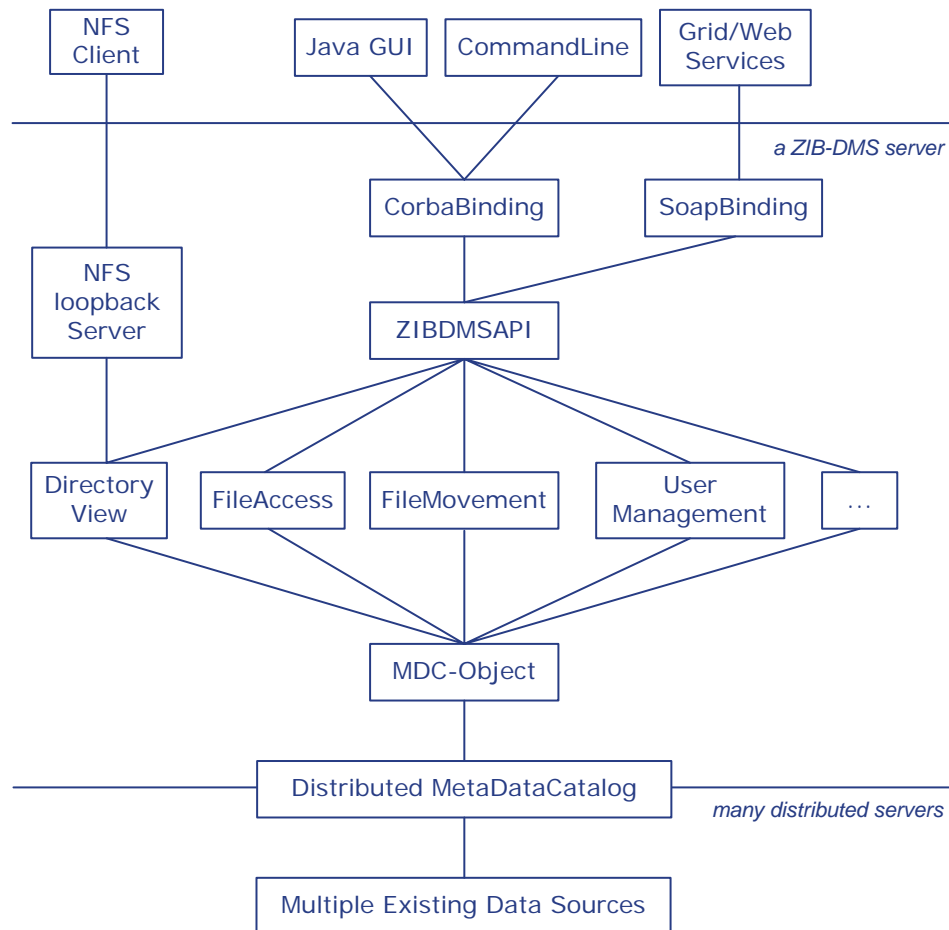 NFS
Client
Java GUI
CommandLine
Grid/Web
Services
a ZIB-DMS server
CorbaBinding
SoapBinding
NFS
loopback
Server
ZIBDMSAPI
Directory
View
FileAccess
FileMovement
User
Management
...
MDC-Object
Distributed MetaDataCatalog
many distributed servers
Multiple Existing Data Sources